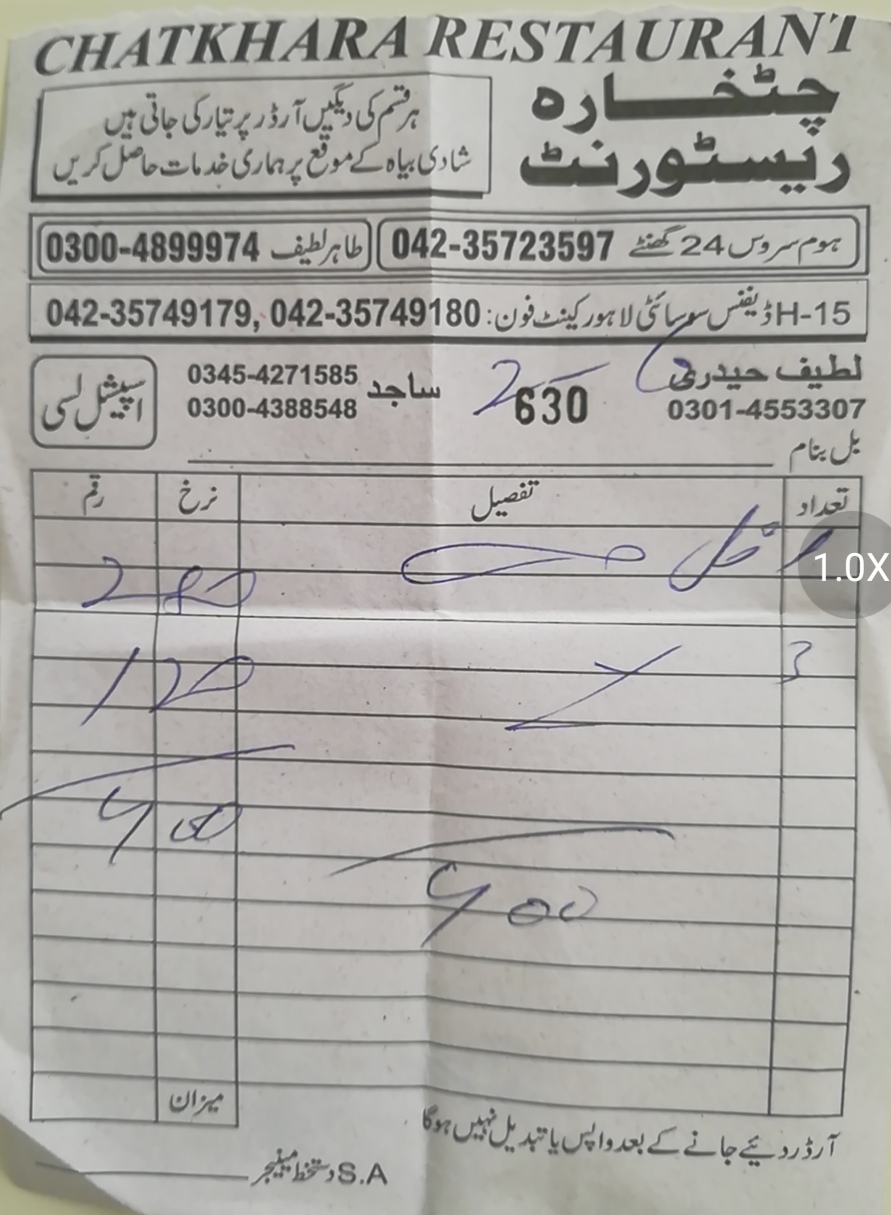 CHATKHARA RESTAURANT
چٹخارہ
ریسٹورنٹ
ہر قسم کی دیگیں آرڈر پر تیار کی جاتی ہیں
شادی بیاہ کے موقع پر ہماری خدمات حاصل کریں
ہوم سروس 24 گھنٹے 042-35723597
طاہر لطیف 0300-4899974
H-15 ڈیفنس سوسائٹی لاہور کینٹ فون: 042-35749179, 042-35749180
لطیف حیدری
0301-4553307
630
ساجد 0345-4271585
0300-4388548
اسپیشل لسی
بل بنام
تعداد تفصیل نرخ رقم
280
3 120
400
400
میزان
آرڈر دیئے جانے کے بعد واپس یا تبدیل نہیں ہوگا
S.A دستخط مینیجر
1.0X